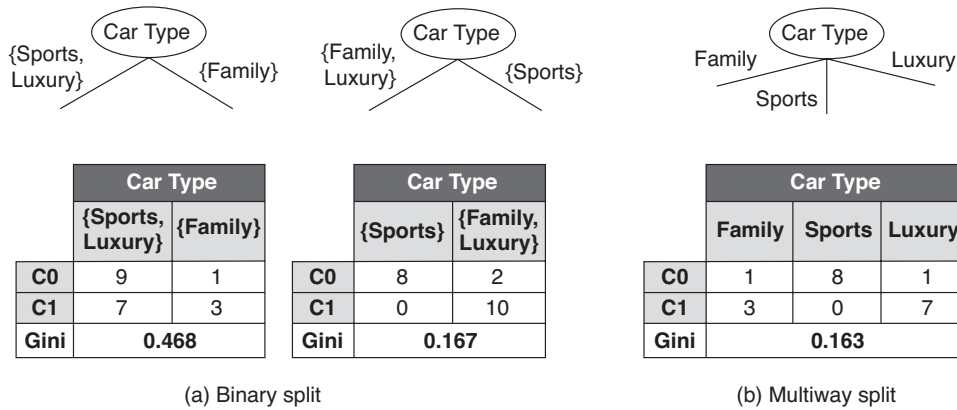 Car Type
{Sports,
Luxury}
{Family}
Car Type
{Family,
Luxury}
{Sports}
Car Type
Family
Sports
Luxury
Car Type
{Sports,
Luxury}
{Family}
C0 9 1
C1 7 3
Gini 0.468
Car Type
{Sports}
{Family,
Luxury}
C0 8 2
C1 0 10
Gini 0.167
(a) Binary split
Car Type
Family Sports Luxury
C0 1 8 1
C1 3 0 7
Gini 0.163
(b) Multiway split